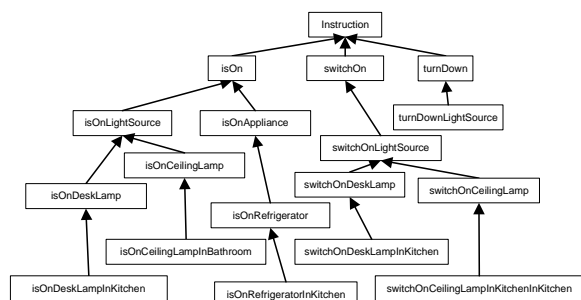 Instruction
isOn
switchOn
turnDown
isOnLightSource
isOnAppliance
turnDownLightSource
switchOnLightSource
isOnCeilingLamp
isOnDeskLamp
switchOnDeskLamp
switchOnCeilingLamp
isOnRefrigerator
isOnCeilingLampInBathroom
switchOnDeskLampInKitchen
isOnDeskLampInKitchen
isOnRefrigeratorInKitchen
switchOnCeilingLampInKitchenInKitchen